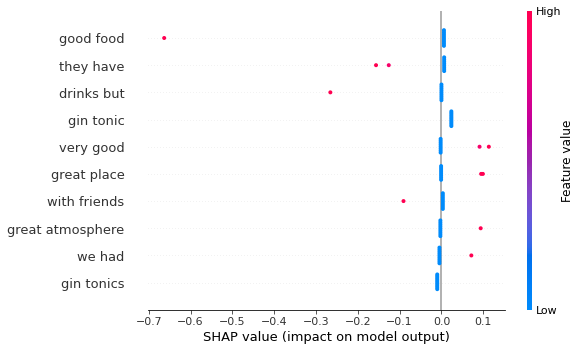 High
good food
they have
drinks but
gin tonic
very good
great place
with friends
great atmosphere
we had
gin tonics
Feature value
Low
−0.7 −0.6 −0.5 −0.4 −0.3 −0.2 −0.1 0.0 0.1
SHAP value (impact on model output)